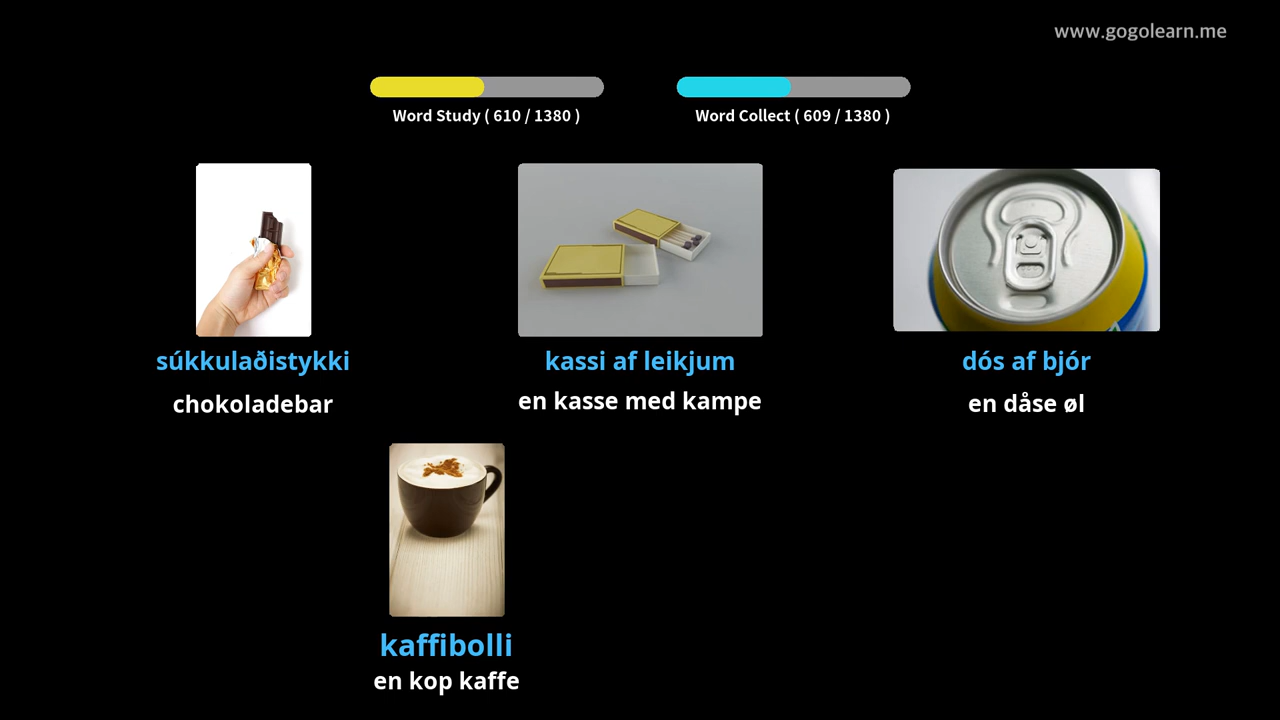 www.gogolearn.me
Word Study ( 610 / 1380 )
Word Collect ( 609 / 1380 )
súkkulaðistykki
kassi af leikjum
dós af bjór
chokoladebar
en kasse med kampe
en dåse øl
kaffibolli
en kop kaffe